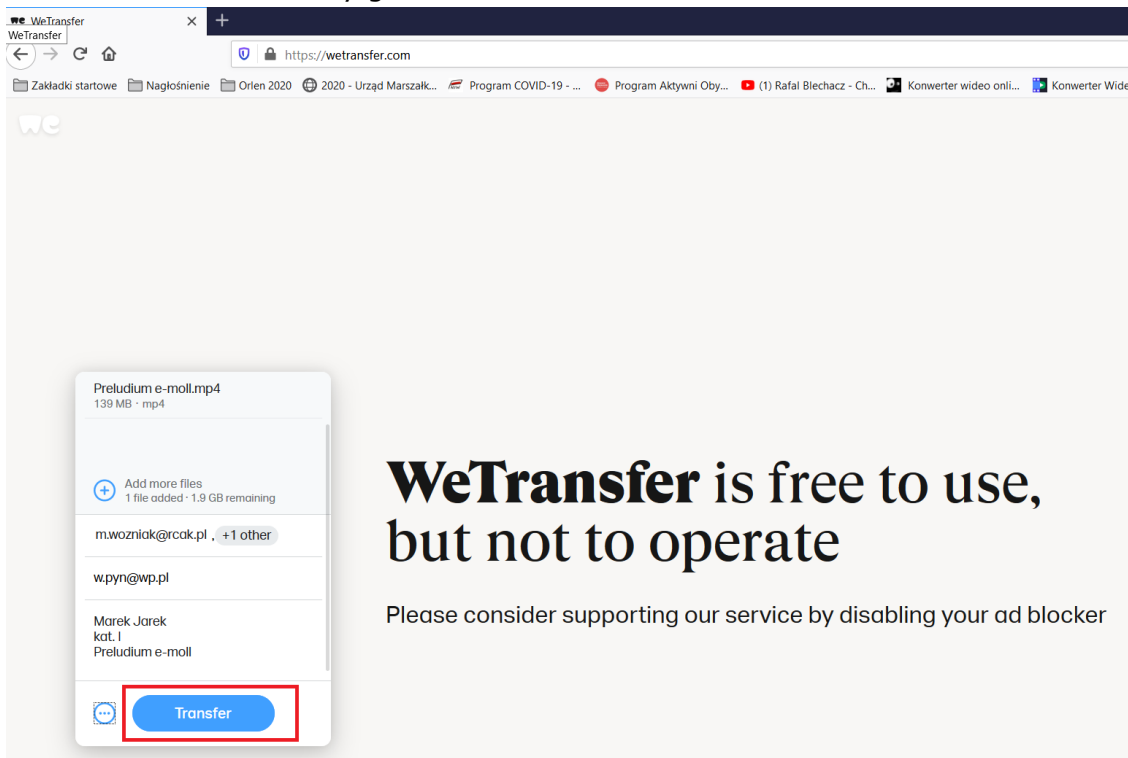 we WeTransfer
WeTransfer
https://wetransfer.com
Zakładki startowe Nagłośnienie Orlen 2020 2020 - Urząd Marszałk... Program COVID-19 - ... Program Aktywni Oby... (1) Rafal Blechacz - Ch... Konwerter wideo onli... Konwerter Wide
we
Preludium e-moll.mp4
139 MB · mp4
Add more files
1 file added · 1.9 GB remaining
m.wozniak@rcak.pl , +1 other
w.pyn@wp.pl
Marek Jarek
kat. I
Preludium e-moll
Transfer
WeTransfer is free to use,
but not to operate
Please consider supporting our service by disabling your ad blocker